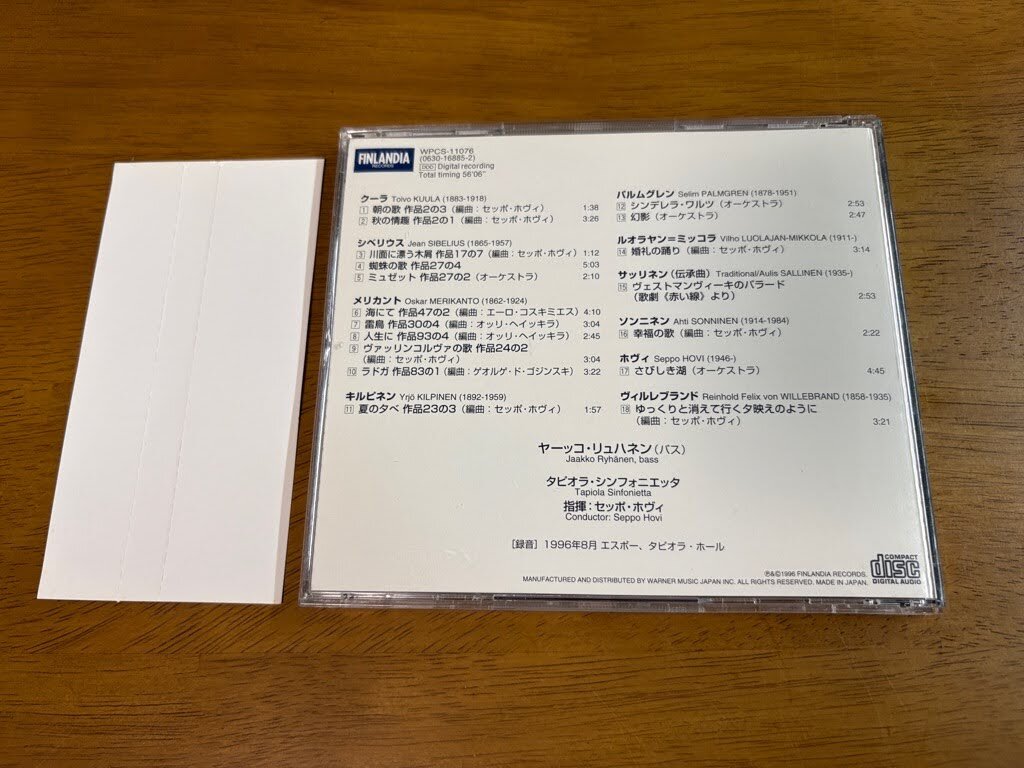 FINLANDIA
RECORDS
WPCS-11076
(0630-16885-2)
DDD Digital recording
Total timing 56'06"
クーラ Toivo KUULA (1883-1918)
1 朝の歌 作品2の3（編曲：セッポ・ホヴィ） 1:38
2 秋の情趣 作品2の1（編曲：セッポ・ホヴィ） 3:26
シベリウス Jean SIBELIUS (1865-1957)
3 川面に漂う木屑 作品17の7（編曲：セッポ・ホヴィ） 1:12
4 蜘蛛の歌 作品27の4 5:03
5 ミュゼット 作品27の2（オーケストラ） 2:10
メリカント Oskar MERIKANTO (1862-1924)
6 海にて 作品47の2（編曲：エーロ・コスキミエス） 4:10
7 雷鳥 作品30の4（編曲：オッリ・ヘイッキラ） 3:04
8 人生に 作品93の4（編曲：オッリ・ヘイッキラ） 2:45
9 ヴァッリンコルヴァの歌 作品24の2
（編曲：セッポ・ホヴィ） 3:04
10 ラドガ 作品83の1（編曲：ゲオルゲ・ド・ゴジンスキ） 3:22
キルピネン Yrjö KILPINEN (1892-1959)
11 夏の夕べ 作品23の3（編曲：セッポ・ホヴィ） 1:57
パルムグレン Selim PALMGREN (1878-1951)
12 シンデレラ・ワルツ（オーケストラ） 2:53
13 幻影（オーケストラ） 2:47
ルオラヤン＝ミッコラ Vilho LUOLAJAN-MIKKOLA (1911-)
14 婚礼の踊り（編曲：セッポ・ホヴィ） 3:14
サッリネン（伝承曲）Traditional/Aulis SALLINEN (1935-)
15 ヴェストマンヴィーキのバラード
（歌劇《赤い線》より） 2:53
ソンニネン Ahti SONNINEN (1914-1984)
16 幸福の歌（編曲：セッポ・ホヴィ） 2:22
ホヴィ Seppo HOVI (1946-)
17 さびしき湖（オーケストラ） 4:45
ヴィルレブランド Reinhold Felix von WILLEBRAND (1858-1935)
18 ゆっくりと消えて行く夕映えのように
（編曲：セッポ・ホヴィ） 3:21
ヤーッコ・リュハネン（バス）
Jaakko Ryhänen, bass
タピオラ・シンフォニエッタ
Tapiola Sinfonietta
指揮：セッポ・ホヴィ
Conductor: Seppo Hovi
［録音］1996年8月 エスポー、タピオラ・ホール
℗&©1996 FINLANDIA RECORDS.
MANUFACTURED AND DISTRIBUTED BY WARNER MUSIC JAPAN INC. ALL RIGHTS RESERVED. MADE IN JAPAN.
COMPACT
disc
DIGITAL AUDIO